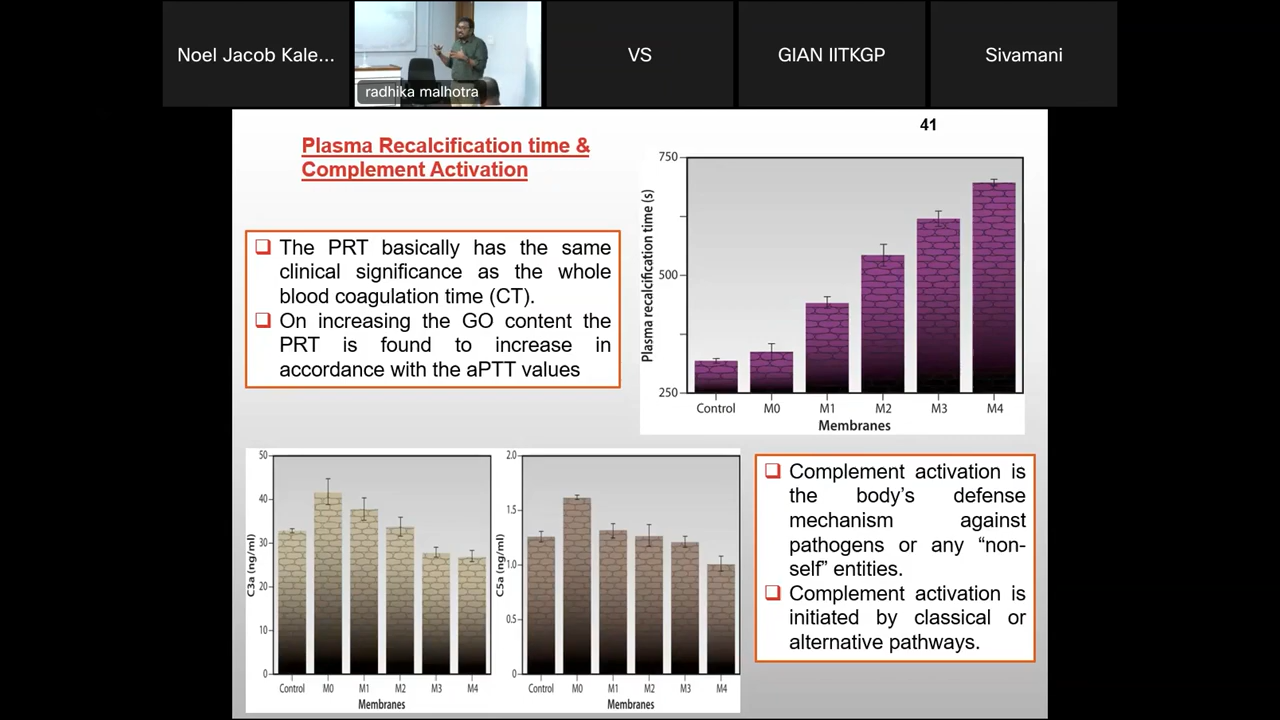 Noel Jacob Kale...
radhika malhotra
VS
GIAN IITKGP
Sivamani
41
Plasma Recalcification time &
Complement Activation
The PRT basically has the same
clinical significance as the whole
blood coagulation time (CT).
On increasing the GO content the
PRT is found to increase in
accordance with the aPTT values
750
500
250
Plasma recalcification time (s)
Control M0 M1 M2 M3 M4
Membranes
50
40
30
20
10
0
C3a (ng/ml)
Control M0 M1 M2 M3 M4
Membranes
2.0
1.5
1.0
0.5
0
C5a (ng/ml)
Control M0 M1 M2 M3 M4
Membranes
Complement activation is
the body’s defense
mechanism against
pathogens or any “non-
self” entities.
Complement activation is
initiated by classical or
alternative pathways.